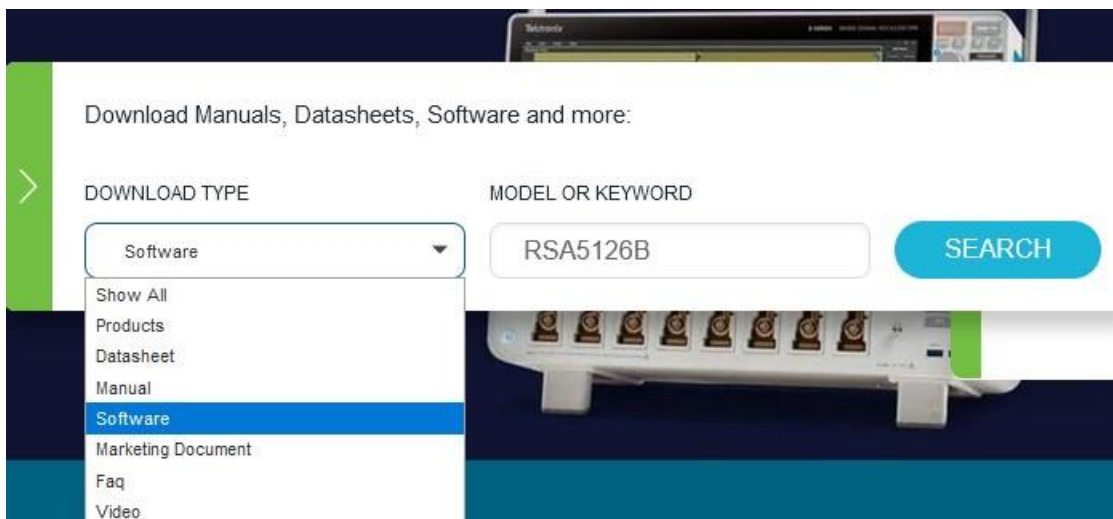 Tektronix
Download Manuals, Datasheets, Software and more:
DOWNLOAD TYPE
MODEL OR KEYWORD
Software
RSA5126B
SEARCH
Show All
Products
Datasheet
Manual
Software
Marketing Document
Faq
Video